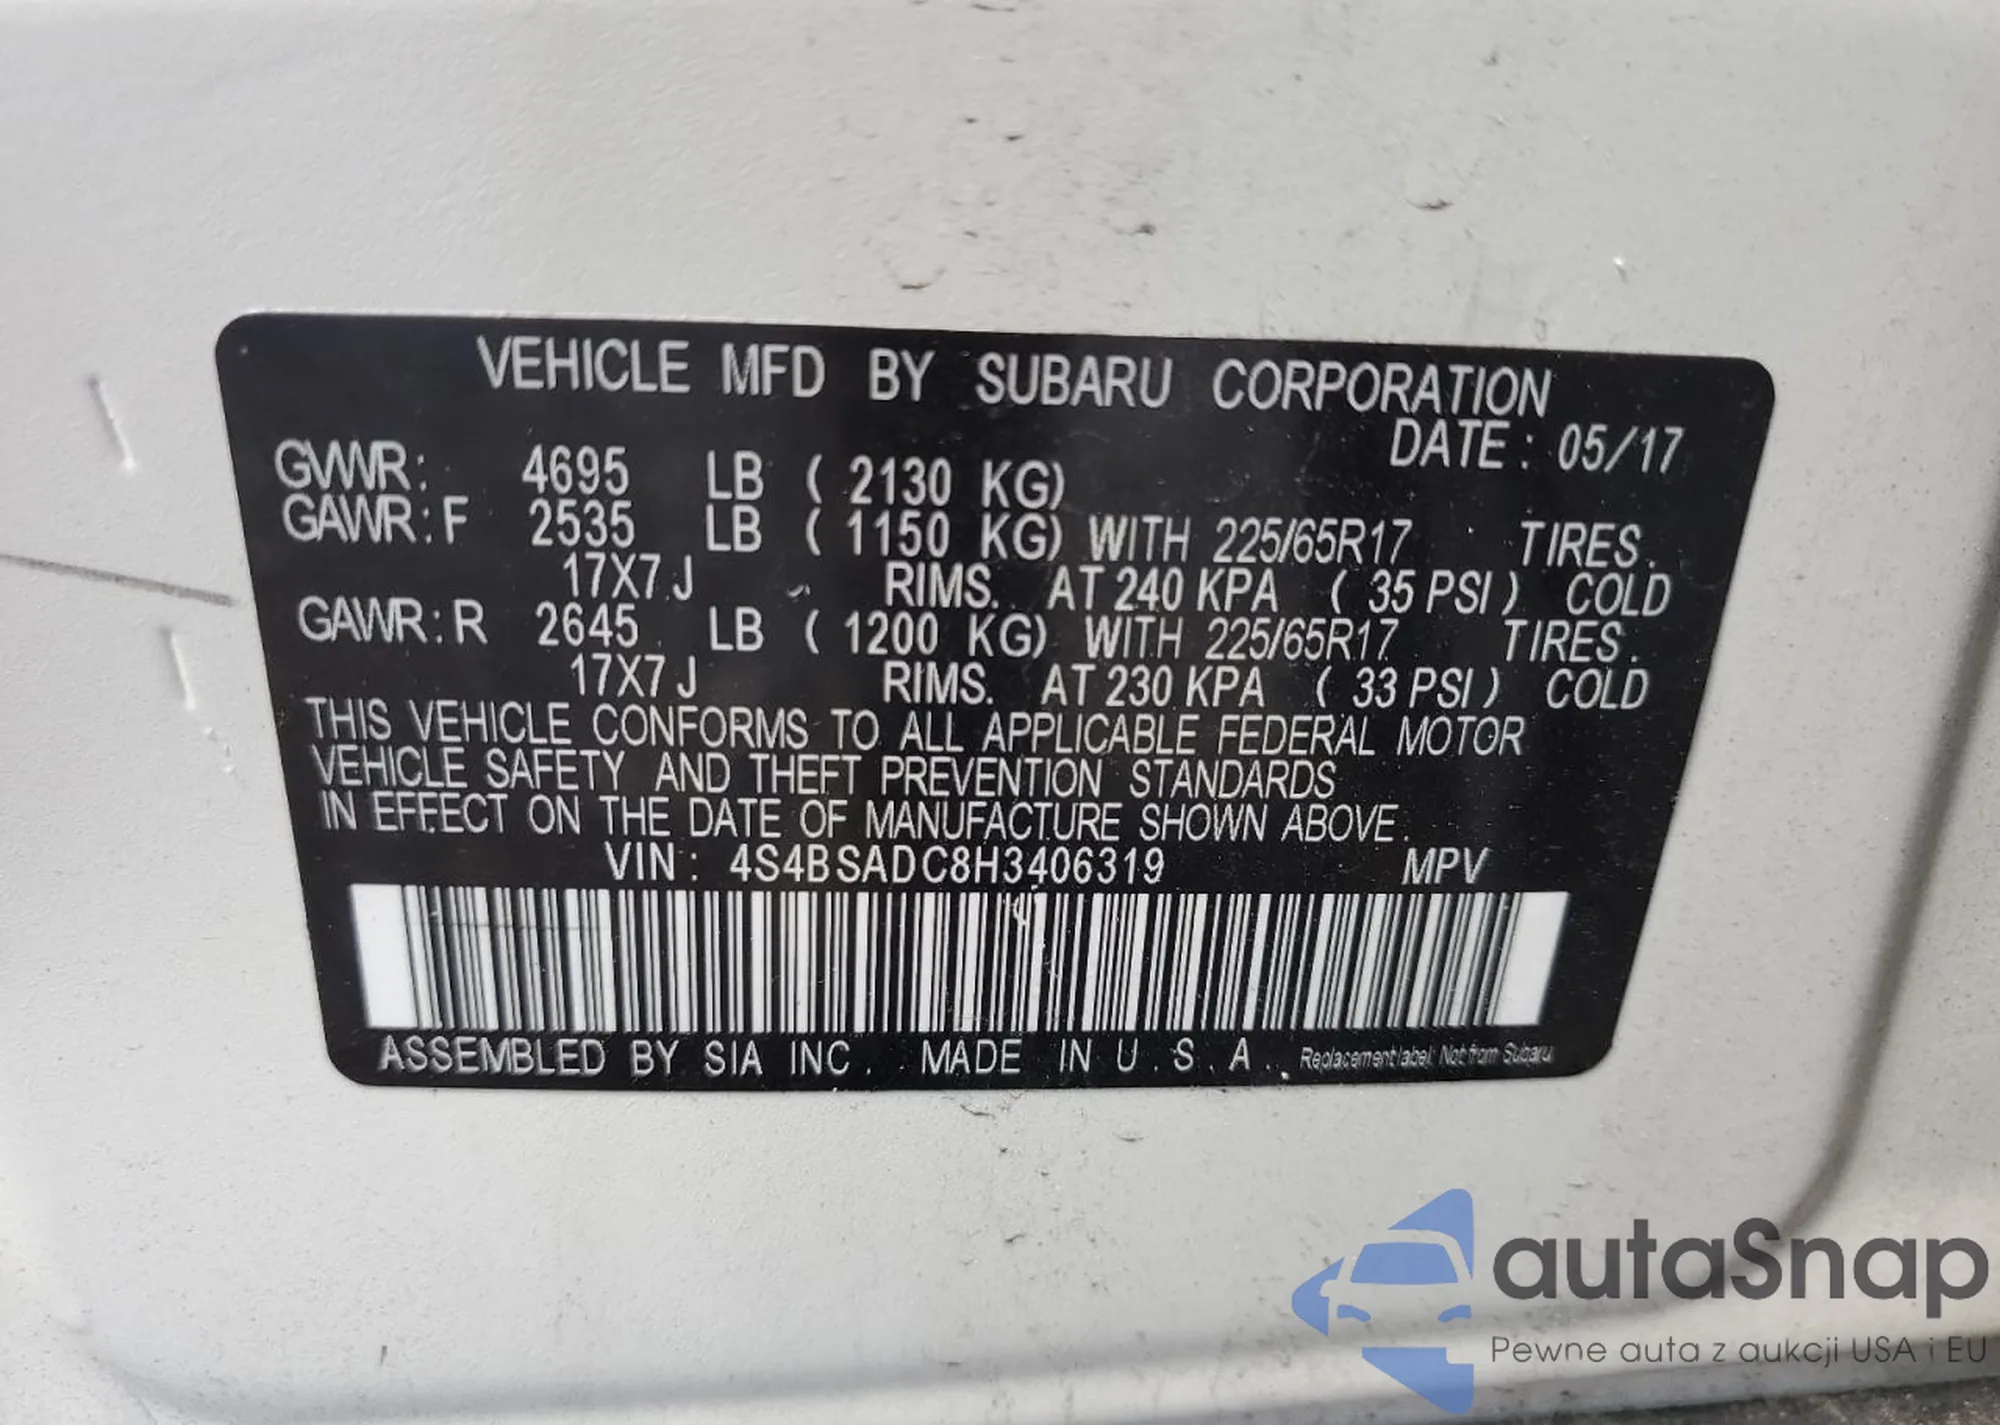 VEHICLE MFD BY SUBARU CORPORATION
DATE: 05/17
GVWR: 4695 LB ( 2130 KG)
GAWR:F 2535 LB ( 1150 KG) WITH 225/65R17 TIRES.
17X7J RIMS. AT 240 KPA ( 35 PSI ) COLD
GAWR:R 2645 LB ( 1200 KG) WITH 225/65R17 TIRES.
17X7J RIMS. AT 230 KPA ( 33 PSI ) COLD
THIS VEHICLE CONFORMS TO ALL APPLICABLE FEDERAL MOTOR
VEHICLE SAFETY AND THEFT PREVENTION STANDARDS
IN EFFECT ON THE DATE OF MANUFACTURE SHOWN ABOVE.
VIN: 4S4BSADC8H3406319 MPV
ASSEMBLED BY SIA INC. MADE IN U.S.A. Replacement label: Not from Subaru
autaSnap
Pewne auta z aukcji USA i EU